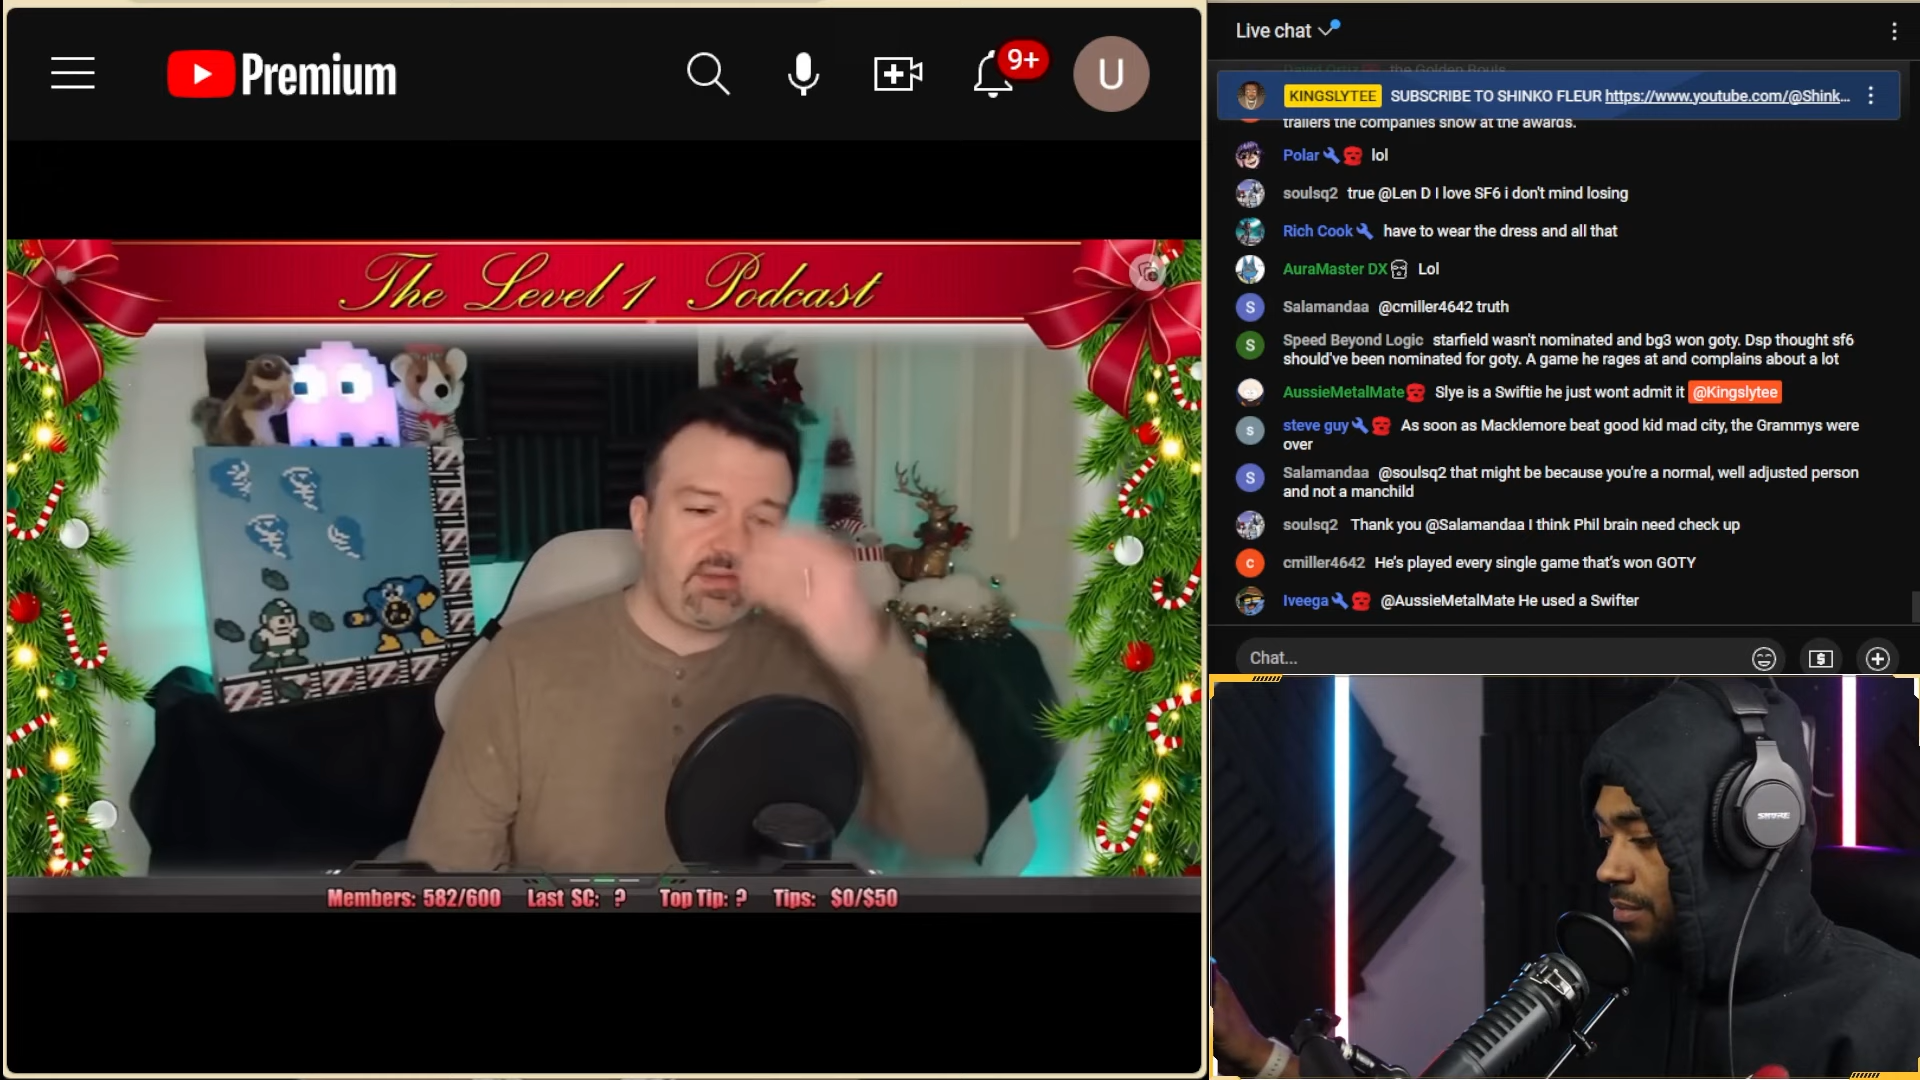 Premium
9+
U
The Level 1 Podcast
Members: 582/600 Last SC: ? Top Tip: ? Tips: $0/$50
Live chat
the Golden Bouls
KINGSLYTEE SUBSCRIBE TO SHINKO FLEUR https://www.youtube.com/@Shink...
trailers the companies show at the awards.
Polar lol
soulsq2 true @Len D I love SF6 i don't mind losing
Rich Cook have to wear the dress and all that
AuraMaster DX Lol
S Salamandaa @cmiller4642 truth
S Speed Beyond Logic starfield wasn't nominated and bg3 won goty. Dsp thought sf6
should've been nominated for goty. A game he rages at and complains about a lot
AussieMetalMate Slye is a Swiftie he just wont admit it @Kingslytee
s steve guy As soon as Macklemore beat good kid mad city, the Grammys were
over
S Salamandaa @soulsq2 that might be because you're a normal, well adjusted person
and not a manchild
soulsq2 Thank you @Salamandaa I think Phil brain need check up
c cmiller4642 He's played every single game that's won GOTY
Iveega @AussieMetalMate He used a Swifter
Chat...
SHURE